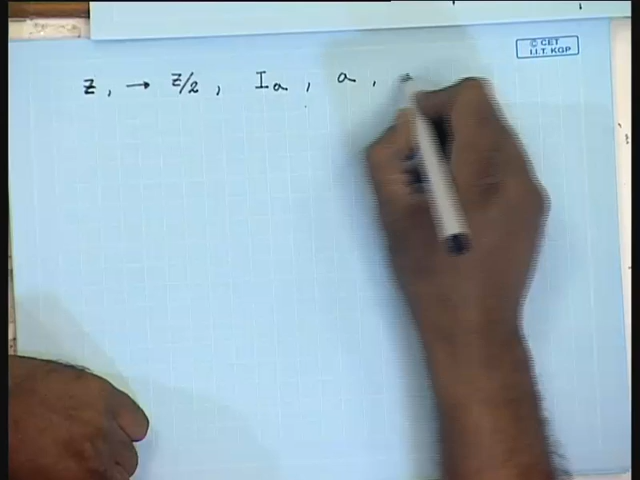 © CET
I.I.T. KGP
z, → z/2, Iₐ, a,